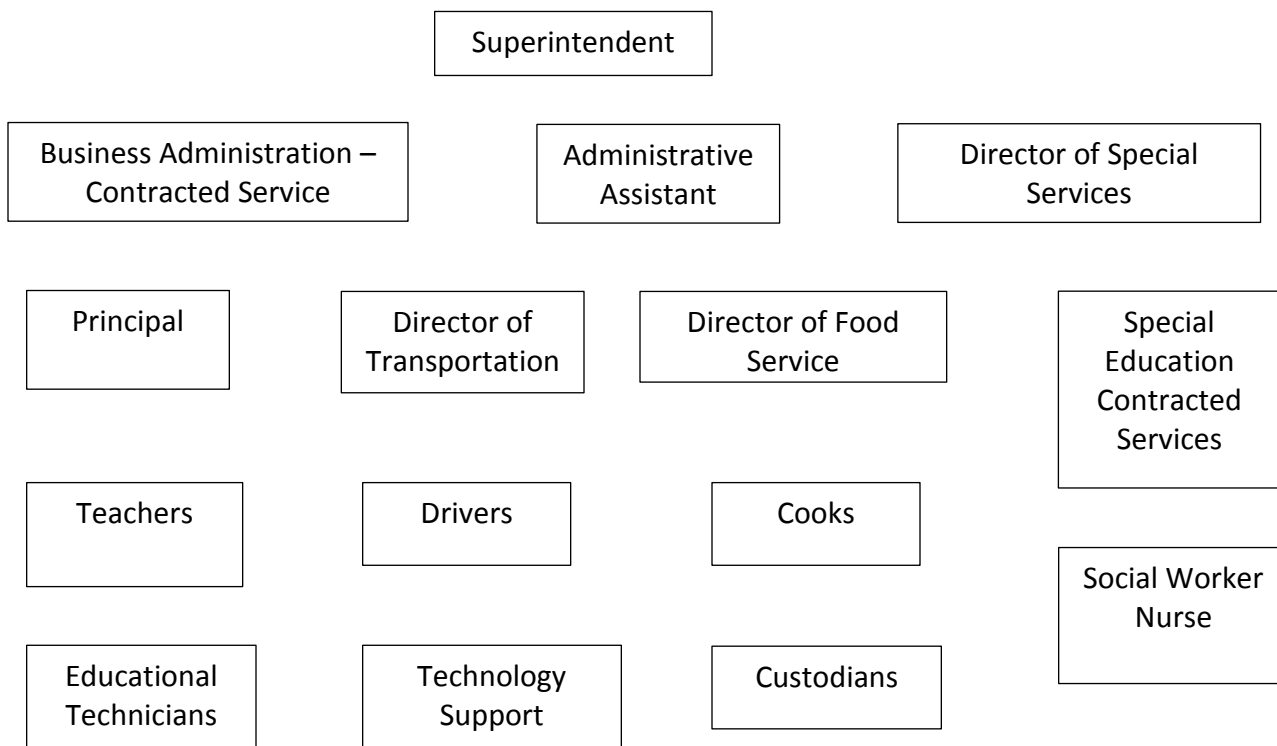 Superintendent
Business Administration –
Contracted Service
Administrative
Assistant
Director of Special
Services
Principal
Director of
Transportation
Director of Food
Service
Special
Education
Contracted
Services
Teachers
Drivers
Cooks
Social Worker
Nurse
Educational
Technicians
Technology
Support
Custodians